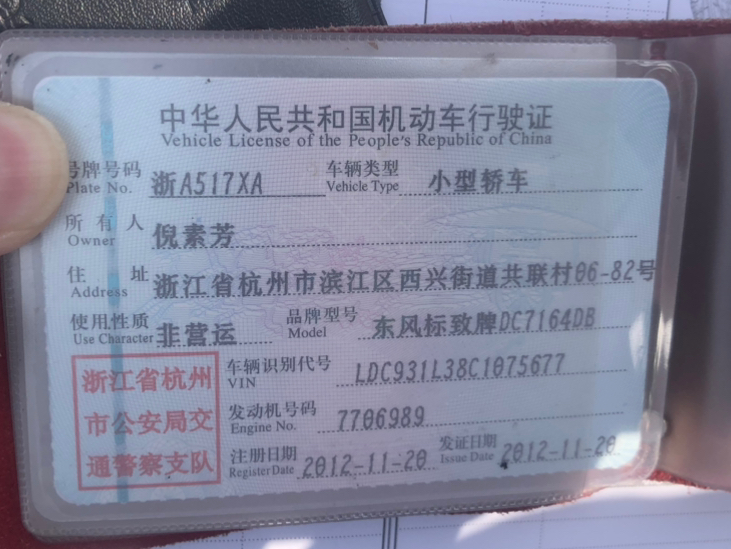 中华人民共和国机动车行驶证
Vehicle License of the People's Republic of China
号牌号码 浙A517XA 车辆类型 小型轿车
Plate No. Vehicle Type
所有人 倪素芳
Owner
住址 浙江省杭州市滨江区西兴街道共联村06-82号
Address
使用性质 非营运 品牌型号 东风标致牌DC7164DB
Use Character Model
浙江省杭州
市公安局交
通警察支队
车辆识别代号 LDC931L38C1075677
VIN
发动机号码 7706989
Engine No.
注册日期 2012-11-20 发证日期 2012-11-20
Register Date Issue Date